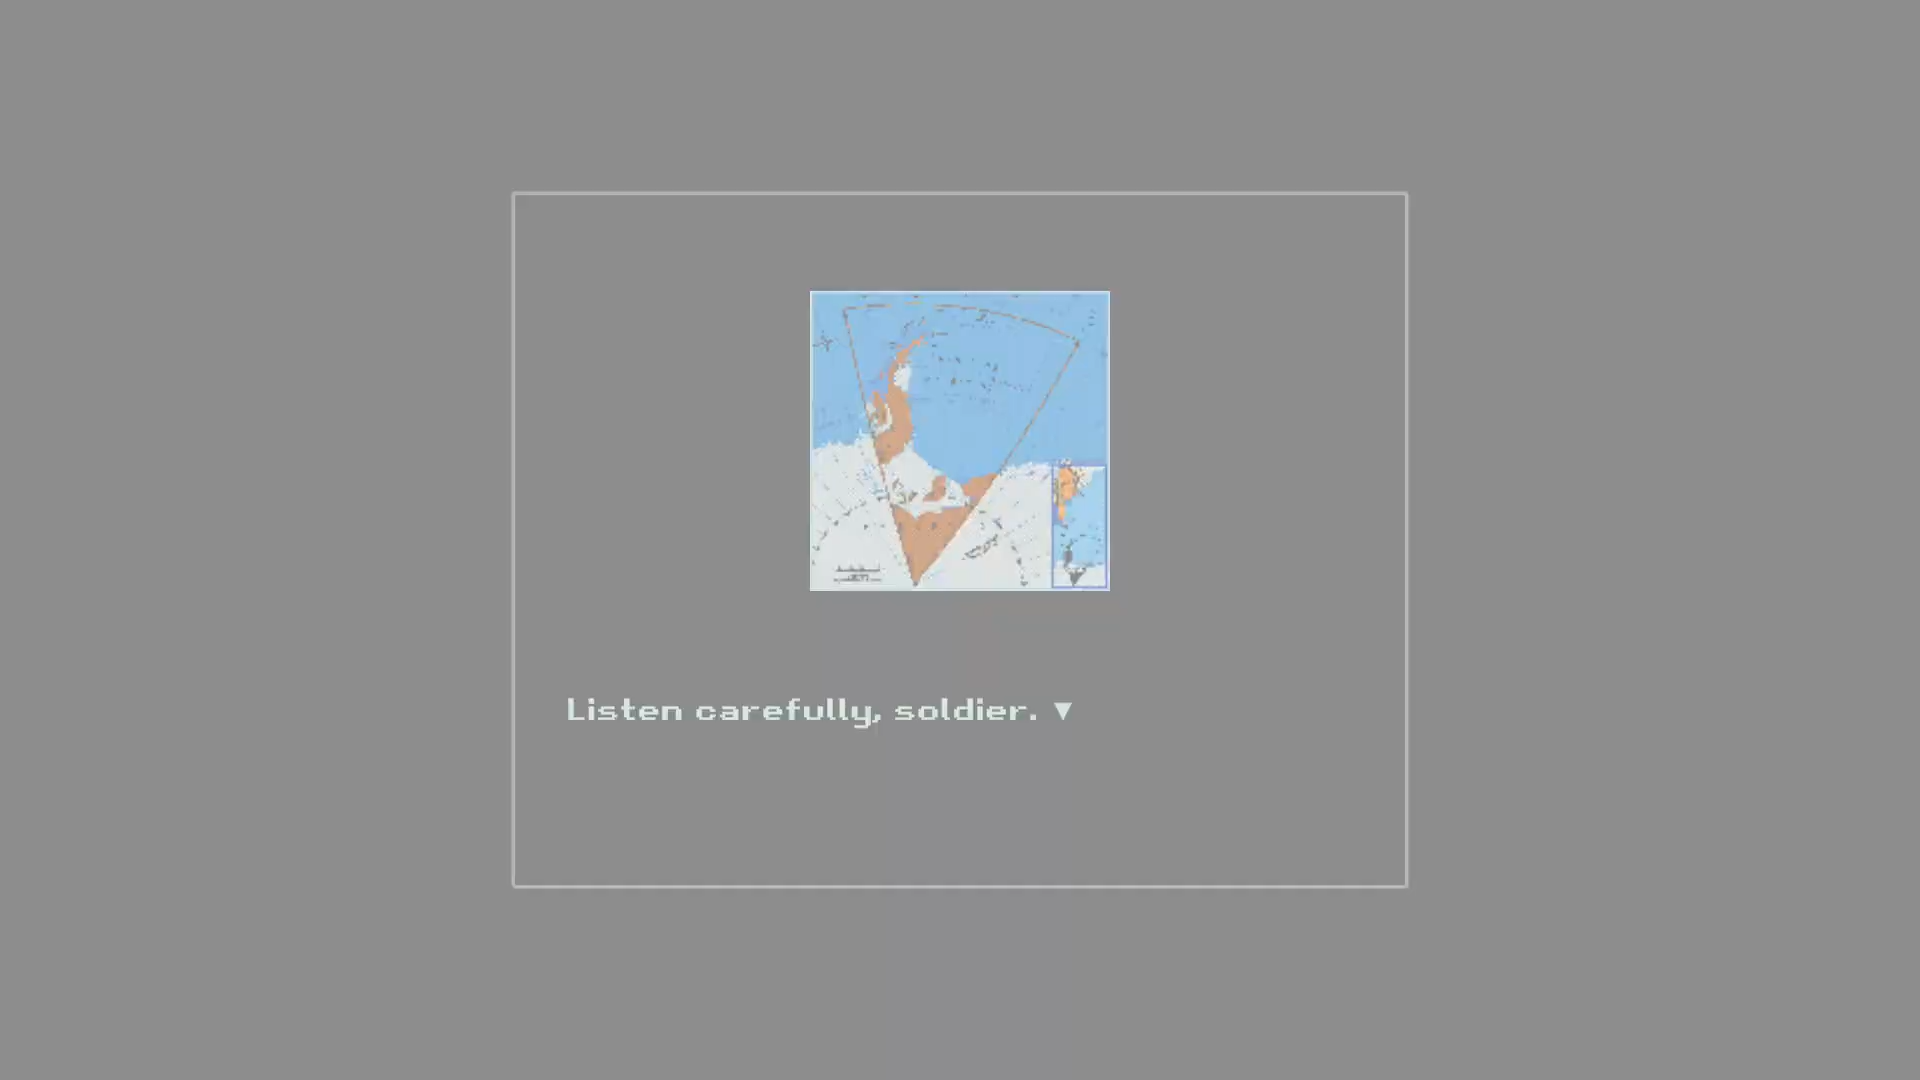 Listen carefully, soldier. ▼